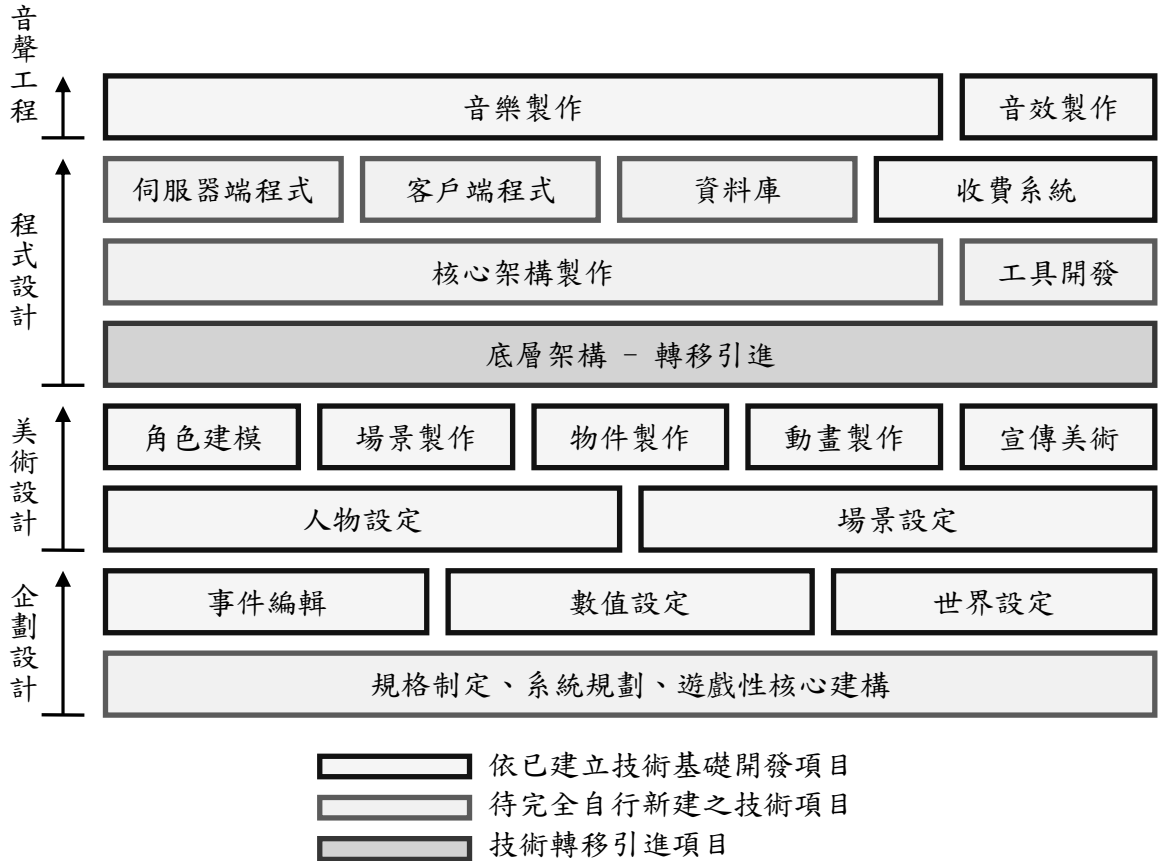 音聲工程
音樂製作
音效製作
程式設計
伺服器端程式
客戶端程式
資料庫
收費系統
核心架構製作
工具開發
底層架構 - 轉移引進
美術設計
角色建模
場景製作
物件製作
動畫製作
宣傳美術
人物設定
場景設定
企劃設計
事件編輯
數值設定
世界設定
規格制定、系統規劃、遊戲性核心建構
依已建立技術基礎開發項目
待完全自行新建之技術項目
技術轉移引進項目